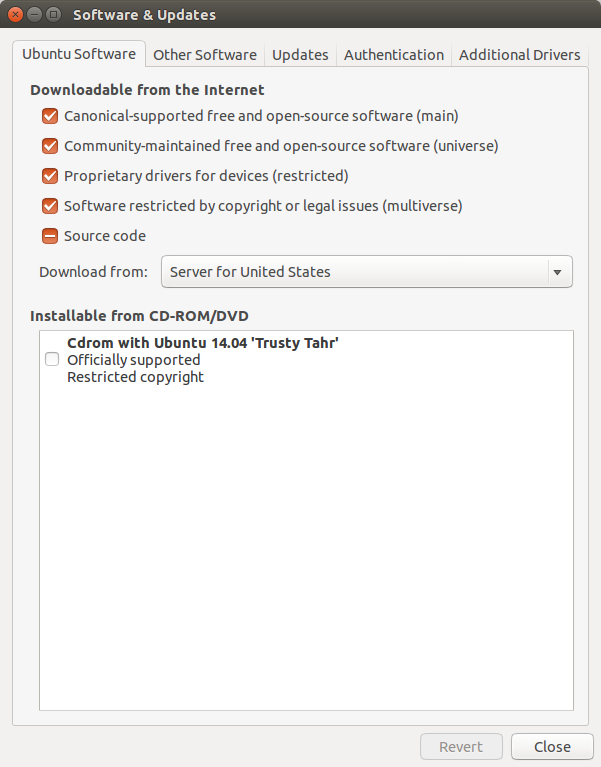 Software & Updates
Ubuntu Software Other Software Updates Authentication Additional Drivers
Downloadable from the Internet
Canonical-supported free and open-source software (main)
Community-maintained free and open-source software (universe)
Proprietary drivers for devices (restricted)
Software restricted by copyright or legal issues (multiverse)
Source code
Download from: Server for United States
Installable from CD-ROM/DVD
Cdrom with Ubuntu 14.04 'Trusty Tahr'
Officially supported
Restricted copyright
Revert Close